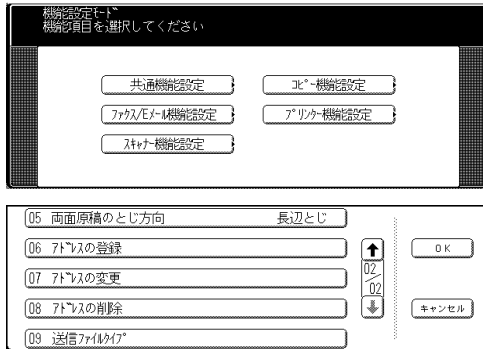 機能設定ﾓｰﾄﾞ
機能項目を選択してください
共通機能設定
ｺﾋﾟｰ機能設定
ﾌｧｸｽ/Eﾒｰﾙ機能設定
ﾌﾟﾘﾝﾀｰ機能設定
ｽｷｬﾅｰ機能設定
05 両面原稿のとじ方向 長辺とじ
06 ｱﾄﾞﾚｽの登録
07 ｱﾄﾞﾚｽの変更
08 ｱﾄﾞﾚｽの削除
09 送信ﾌｧｲﾙﾀｲﾌﾟ
02/02
OK
キャンセル